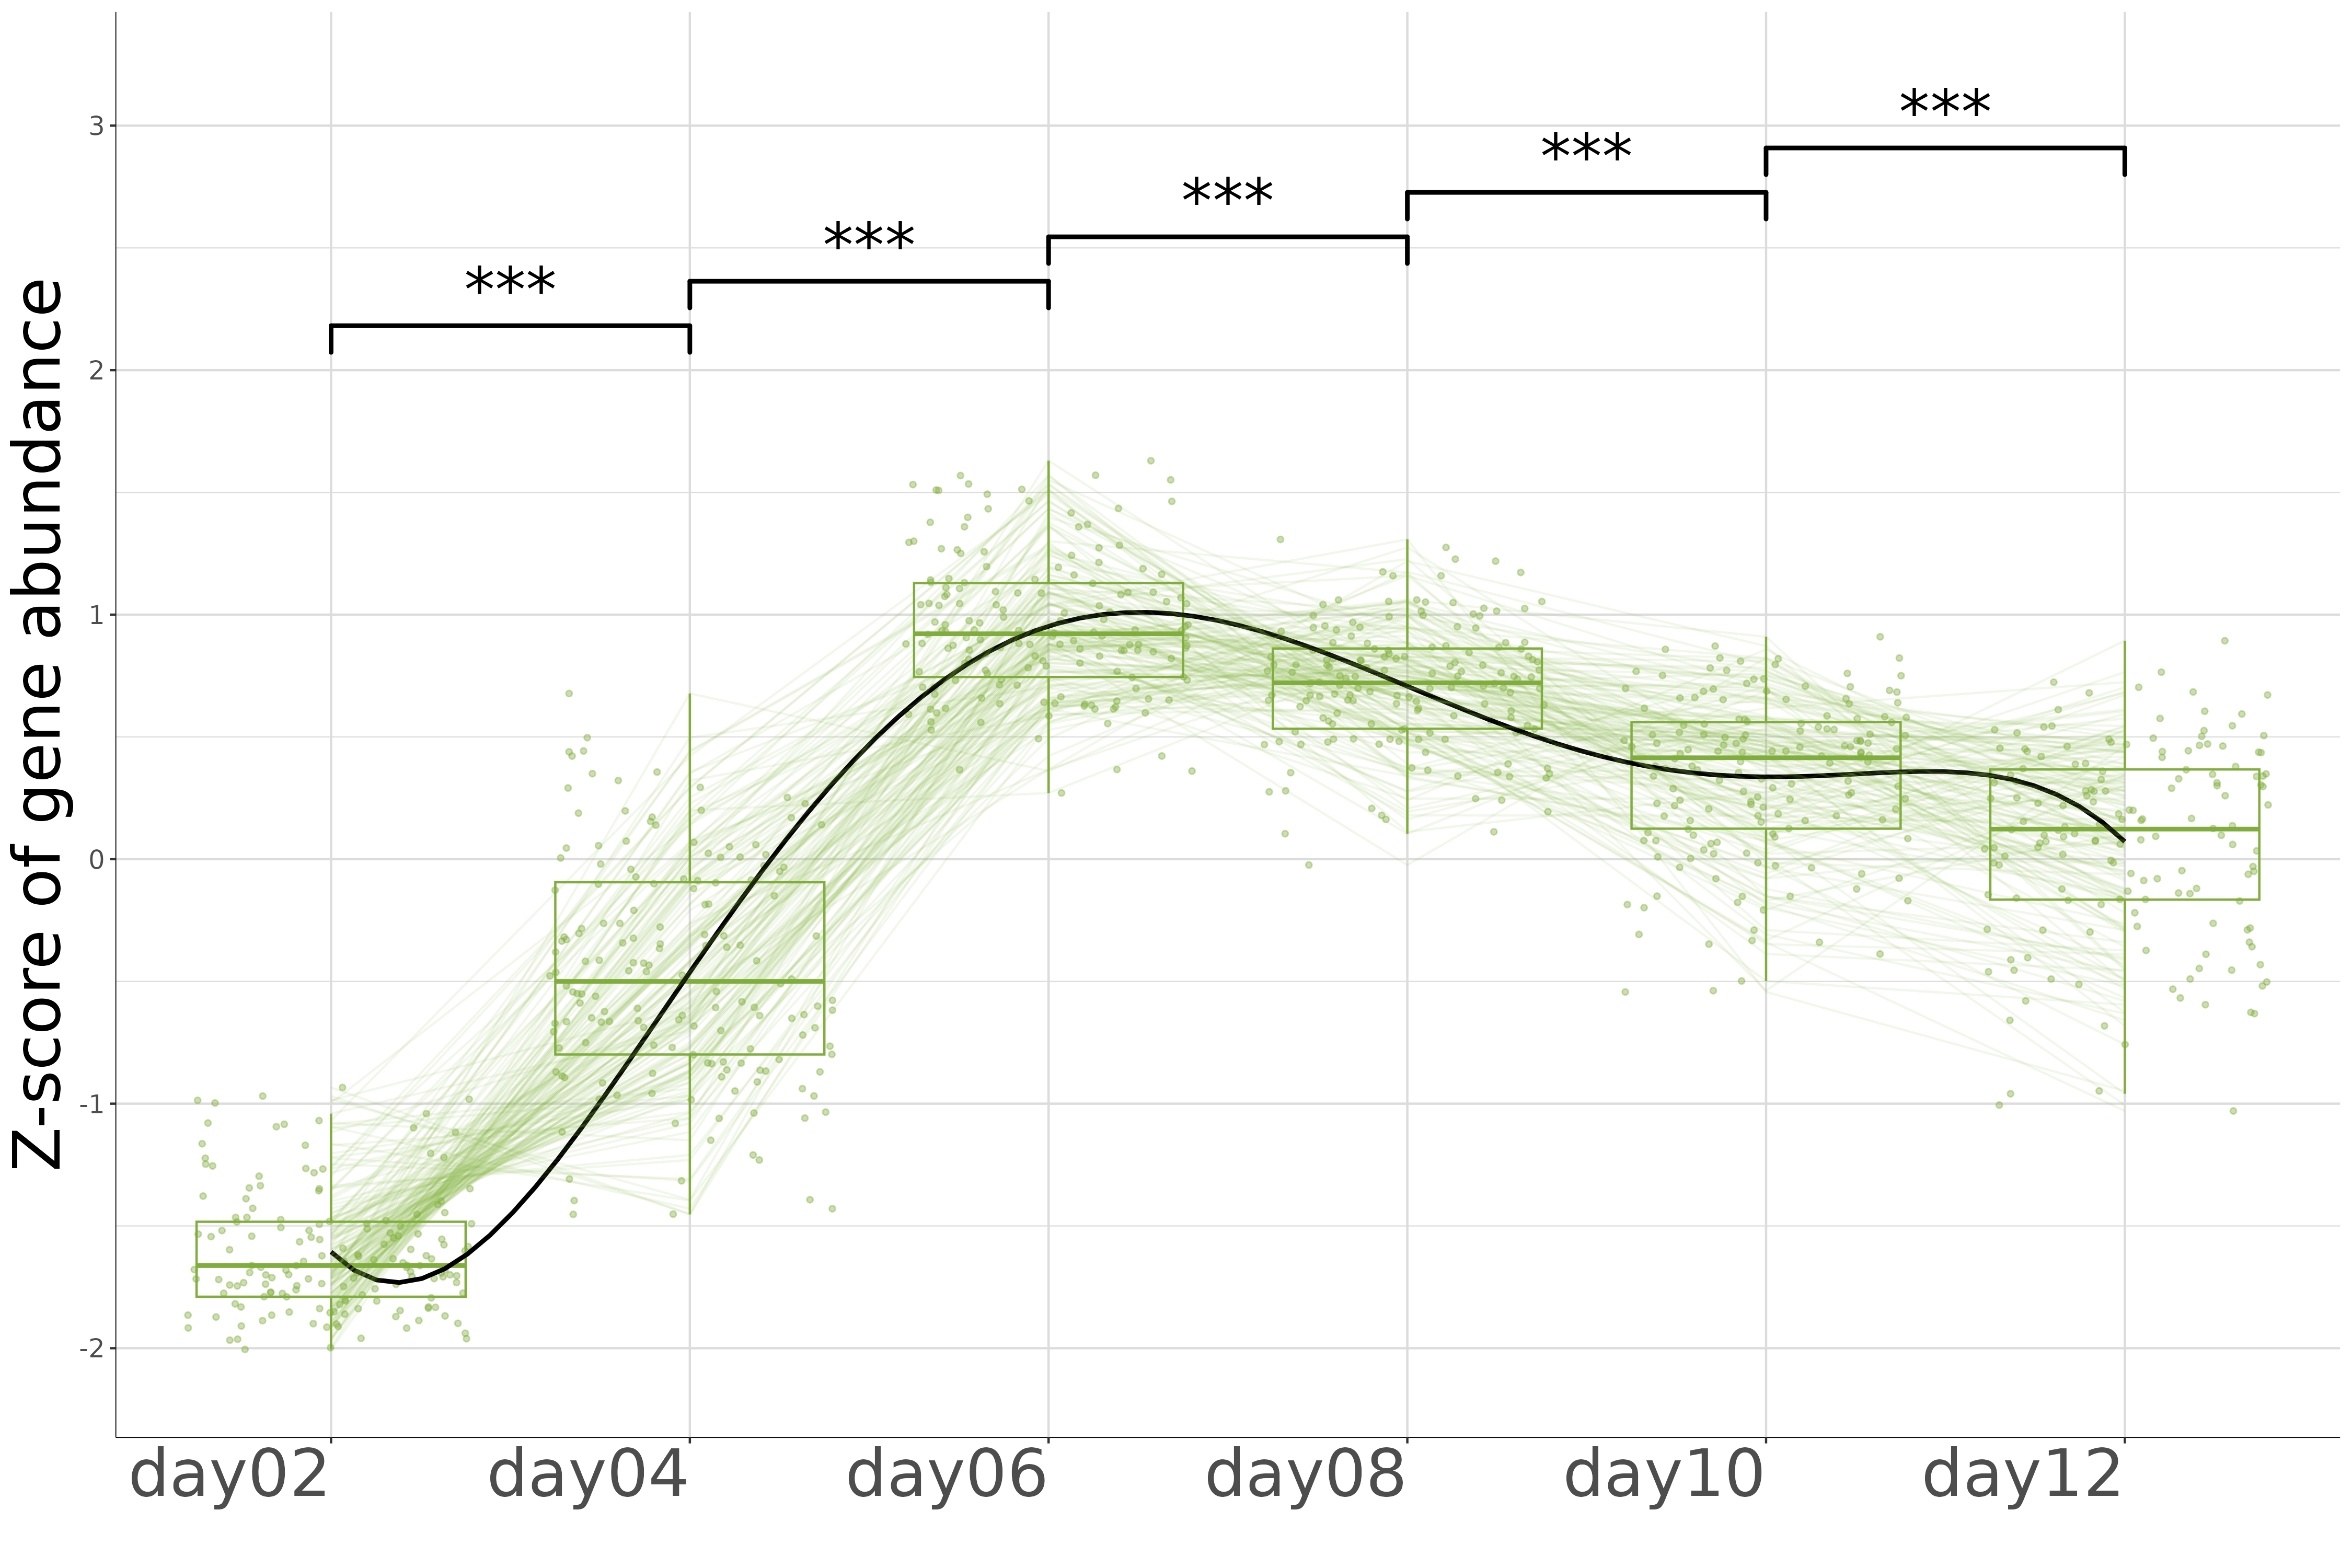 Z-score of gene abundance
3
2
1
0
-1
-2
***
***
***
***
***
day02
day04
day06
day08
day10
day12